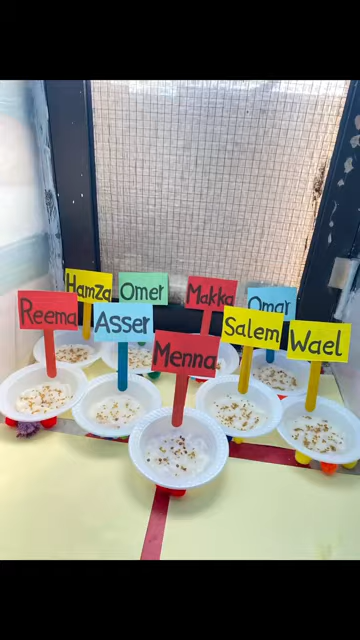 Hamza
Omer
Makka
Omar
Reema
Asser
Menna
Salem
Wael